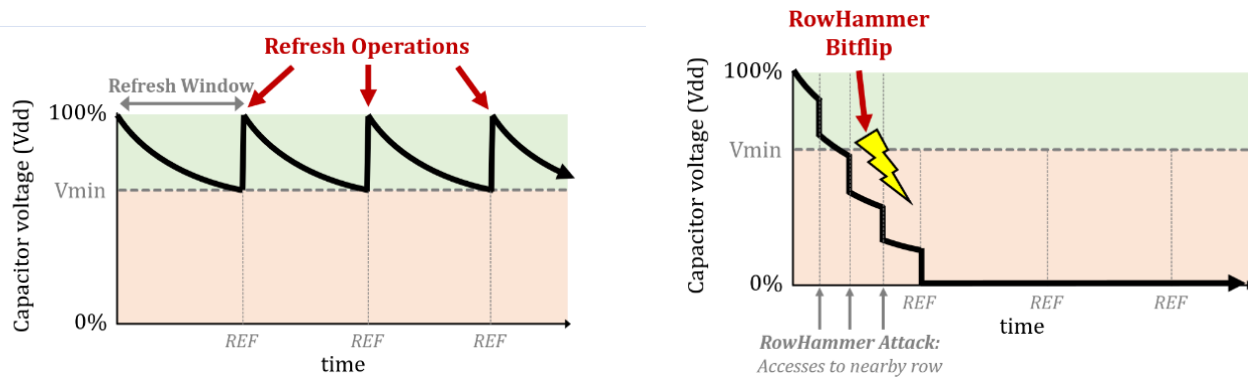 Refresh Operations
Refresh Window
Capacitor voltage (Vdd)
100%
Vmin
0%
REF
REF
REF
time
RowHammer
Bitflip
Capacitor voltage (Vdd)
100%
Vmin
0%
REF
REF
REF
time
RowHammer Attack:
Accesses to nearby row